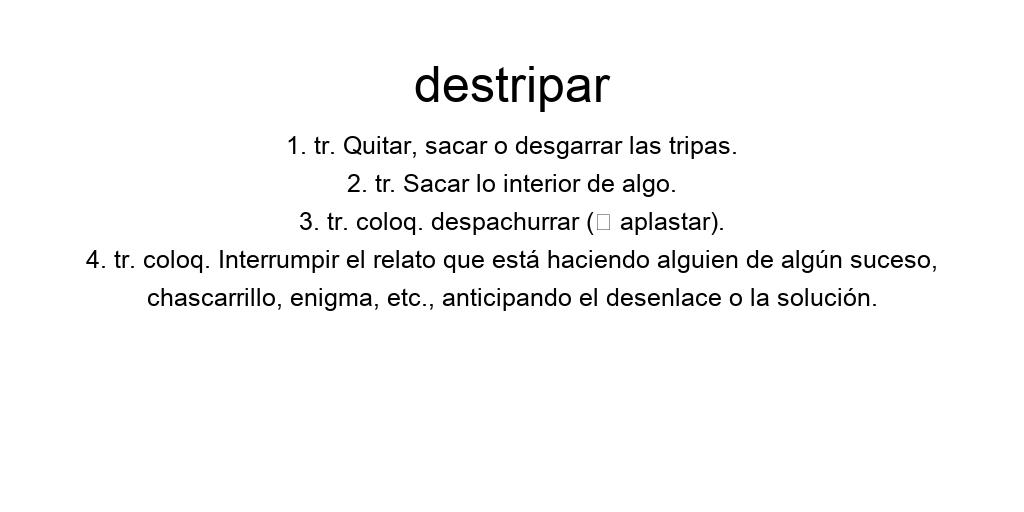 destripar
1. tr. Quitar, sacar o desgarrar las tripas.
2. tr. Sacar lo interior de algo.
3. tr. coloq. despachurrar (□ aplastar).
4. tr. coloq. Interrumpir el relato que está haciendo alguien de algún suceso,
chascarrillo, enigma, etc., anticipando el desenlace o la solución.